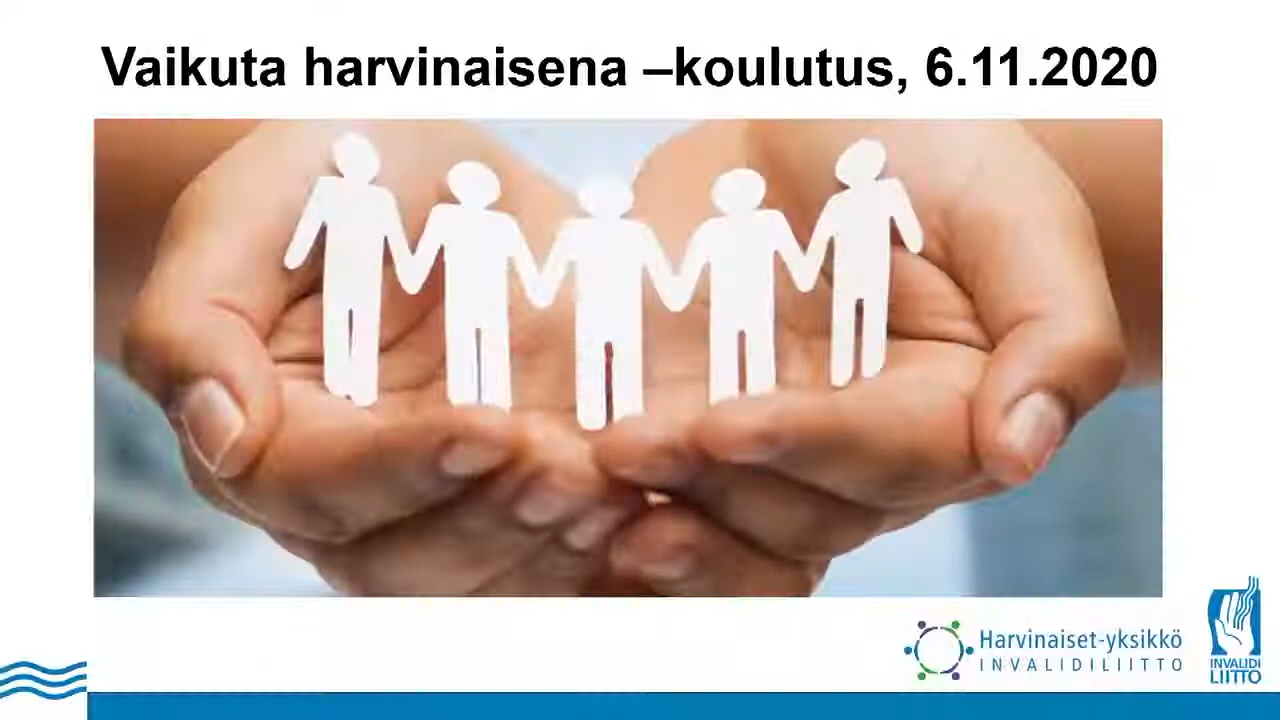 Vaikuta harvinaisena –koulutus, 6.11.2020
Harvinaiset-yksikkö
INVALIDILIITTO
INVALIDI
LIITTO